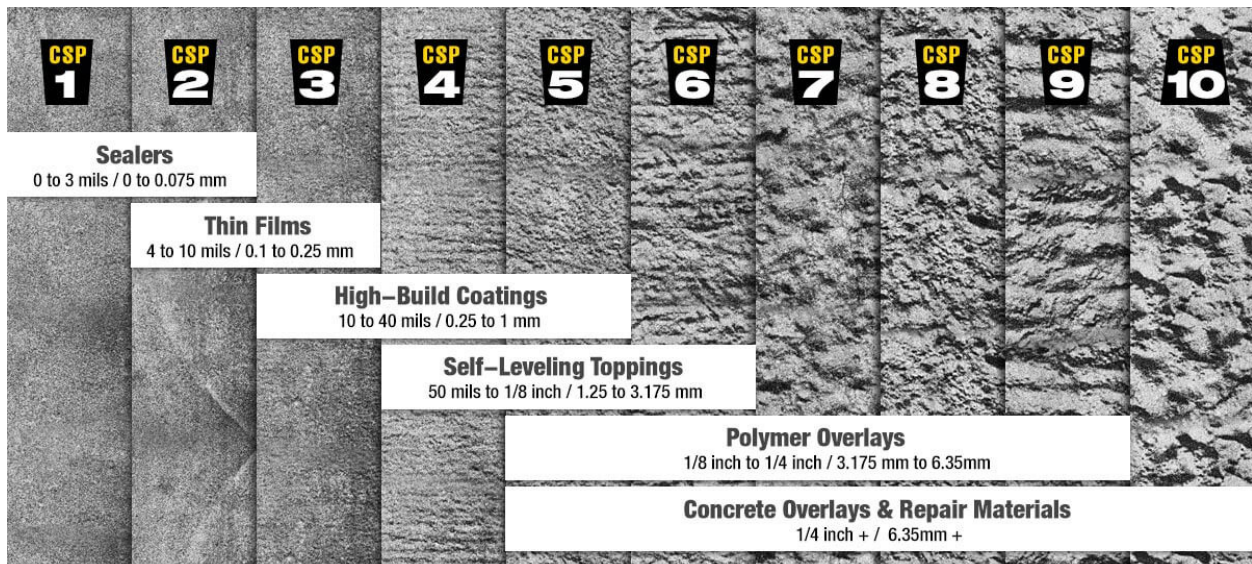 CSP CSP CSP CSP CSP CSP CSP CSP CSP CSP
1 2 3 4 5 6 7 8 9 10
Sealers
0 to 3 mils / 0 to 0.075 mm
Thin Films
4 to 10 mils / 0.1 to 0.25 mm
High–Build Coatings
10 to 40 mils / 0.25 to 1 mm
Self–Leveling Toppings
50 mils to 1/8 inch / 1.25 to 3.175 mm
Polymer Overlays
1/8 inch to 1/4 inch / 3.175 mm to 6.35mm
Concrete Overlays & Repair Materials
1/4 inch + / 6.35mm +